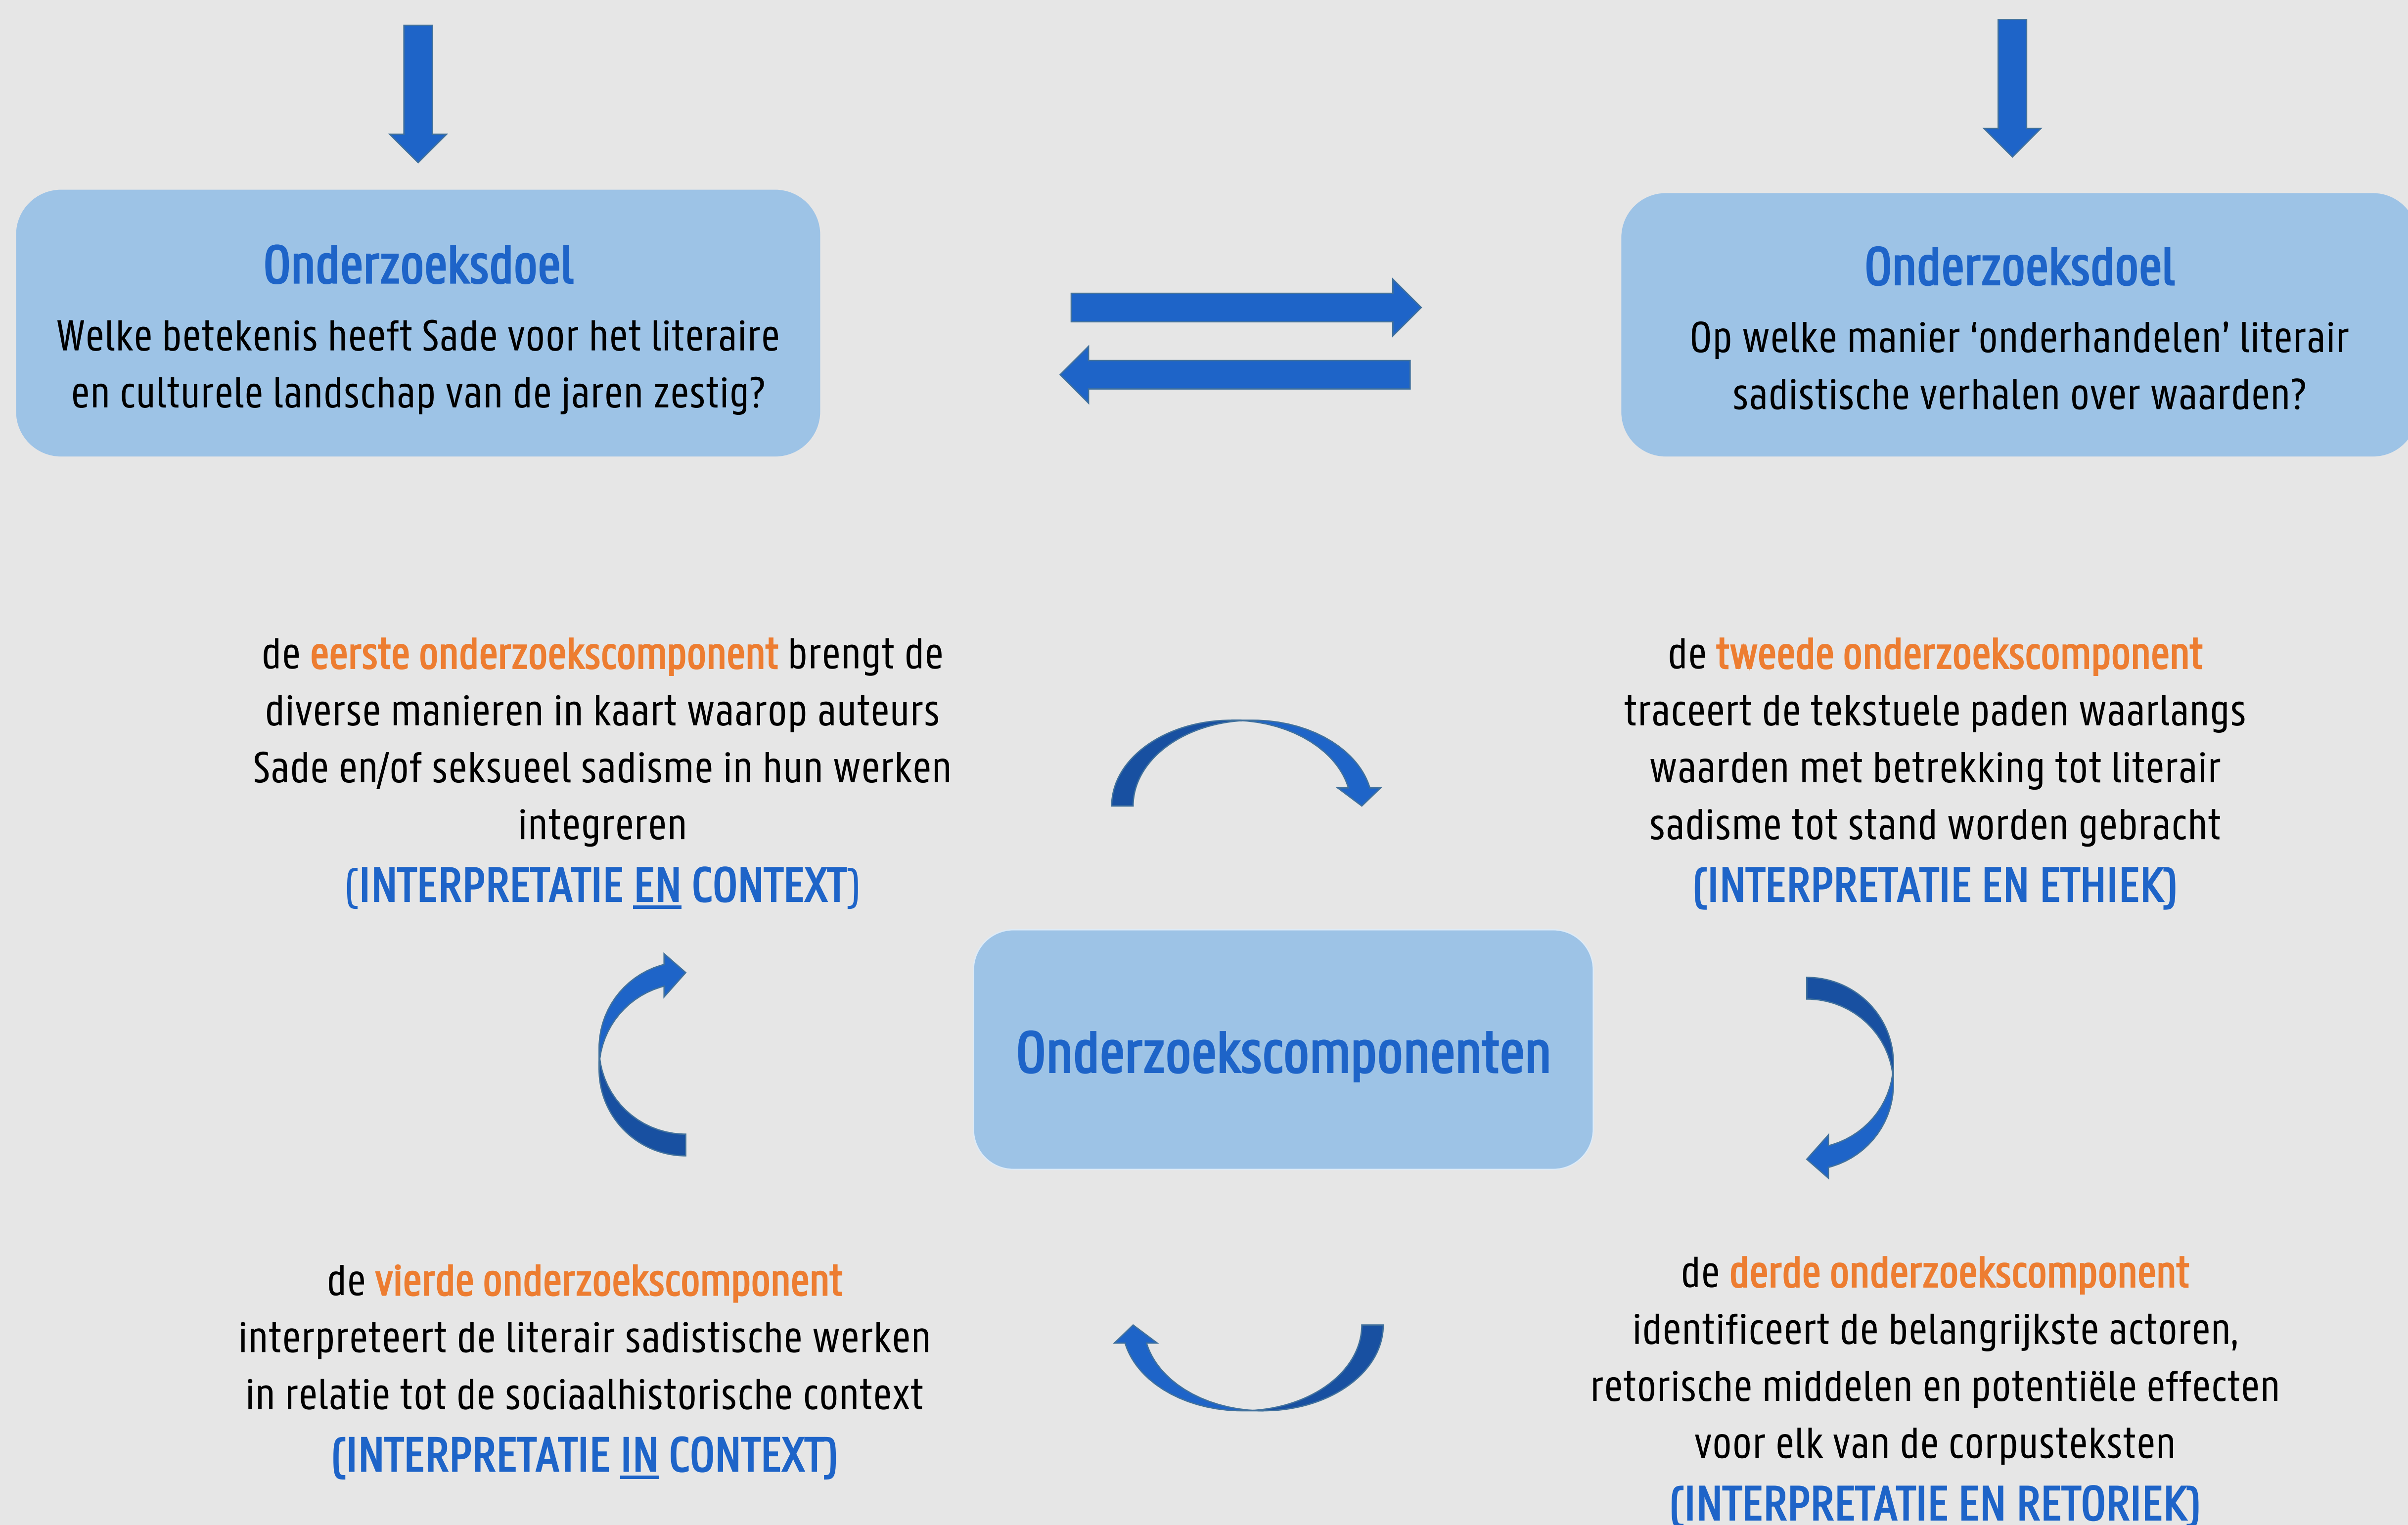 Onderzoeksdoel
Welke betekenis heeft Sade voor het literaire
en culturele landschap van de jaren zestig?
Onderzoeksdoel
Op welke manier ‘onderhandelen’ literair
sadistische verhalen over waarden?
de eerste onderzoekscomponent brengt de
diverse manieren in kaart waarop auteurs
Sade en/of seksueel sadisme in hun werken
integreren
(INTERPRETATIE EN CONTEXT)
de tweede onderzoekscomponent
traceert de tekstuele paden waarlangs
waarden met betrekking tot literair
sadisme tot stand worden gebracht
(INTERPRETATIE EN ETHIEK)
Onderzoekscomponenten
de vierde onderzoekscomponent
interpreteert de literair sadistische werken
in relatie tot de sociaalhistorische context
(INTERPRETATIE IN CONTEXT)
de derde onderzoekscomponent
identificeert de belangrijkste actoren,
retorische middelen en potentiële effecten
voor elk van de corpusteksten
(INTERPRETATIE EN RETORIEK)